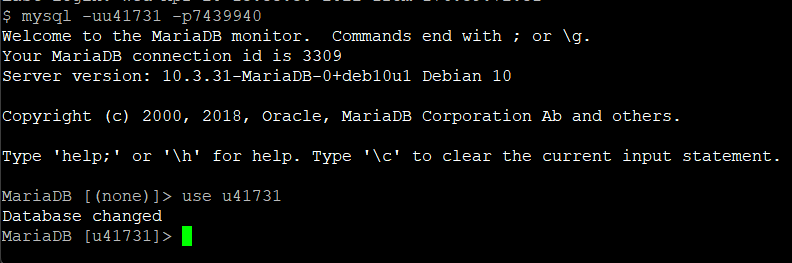 $ mysql -uu41731 -p7439940
Welcome to the MariaDB monitor.  Commands end with ; or \g.
Your MariaDB connection id is 3309
Server version: 10.3.31-MariaDB-0+deb10u1 Debian 10
Copyright (c) 2000, 2018, Oracle, MariaDB Corporation Ab and others.
Type 'help;' or '\h' for help. Type '\c' to clear the current input statement.
MariaDB [(none)]> use u41731
Database changed
MariaDB [u41731]>